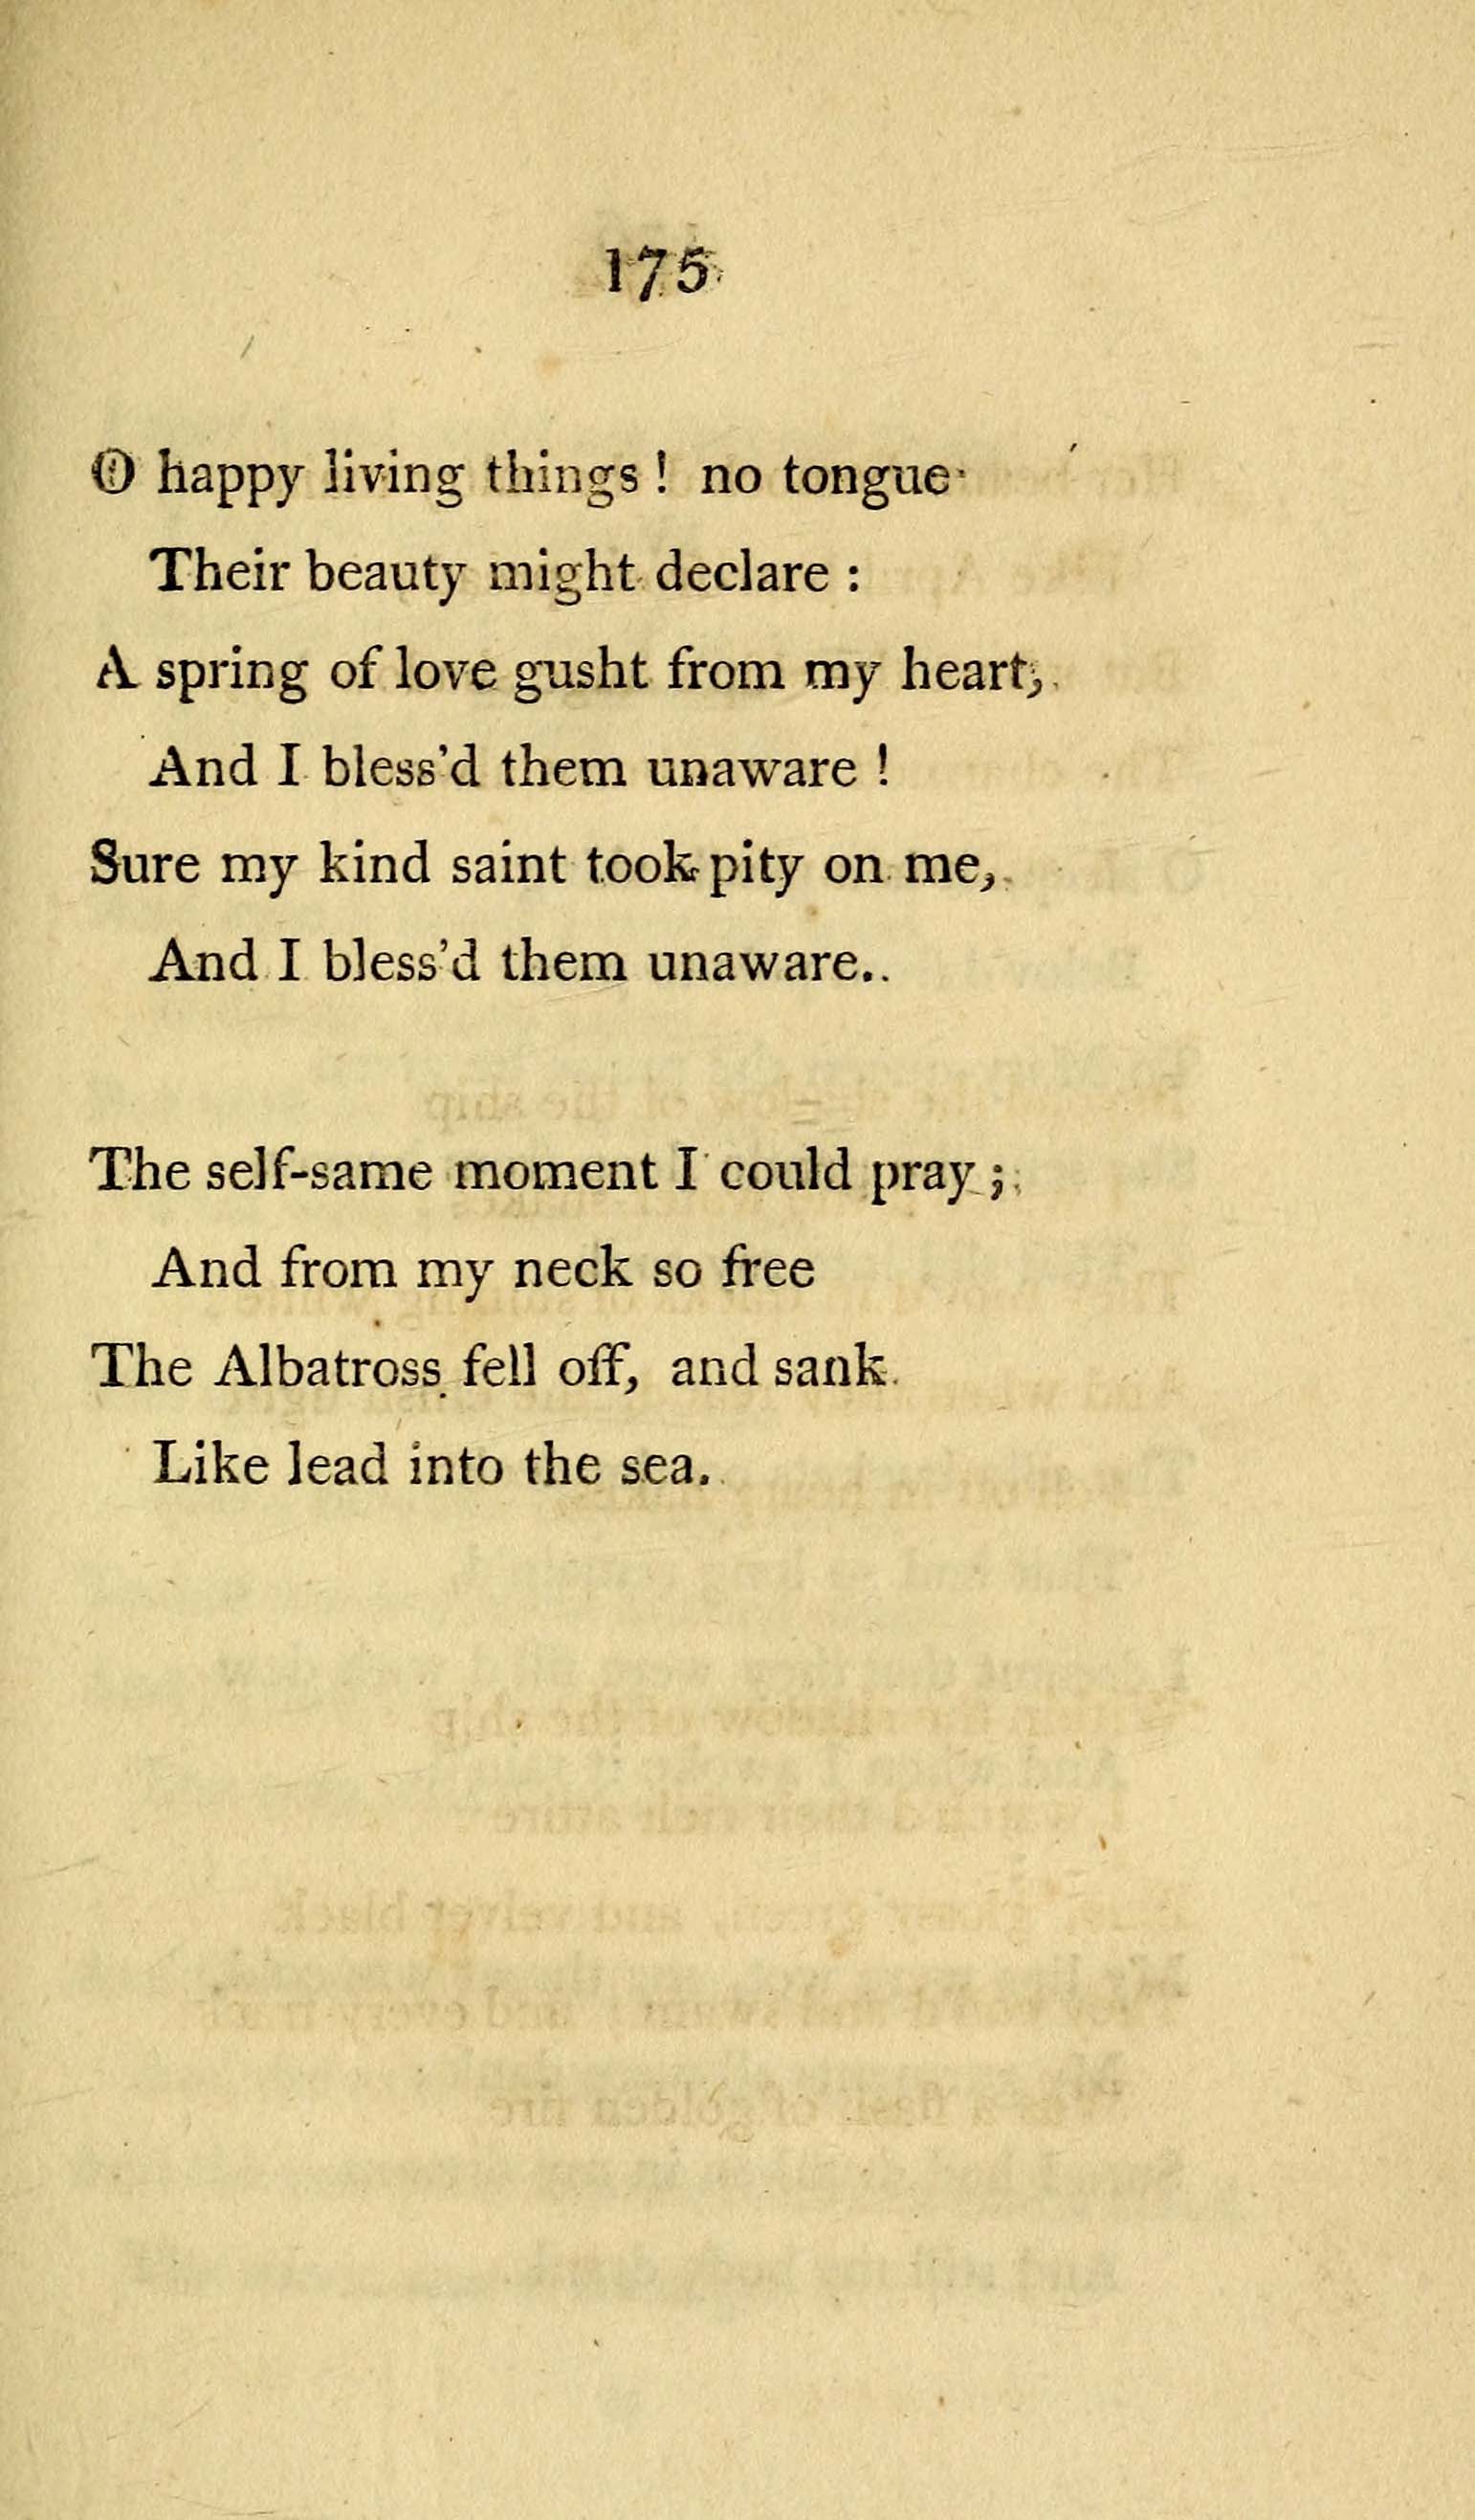 175
O happy living things ! no tongue
Their beauty might declare :
A spring of love gusht from my heart,
And I bless'd them unaware !
Sure my kind saint took pity on me,
And I bless'd them unaware..
The self-same moment I could pray ;
And from my neck so free
The Albatross fell off, and sank
Like lead into the sea.